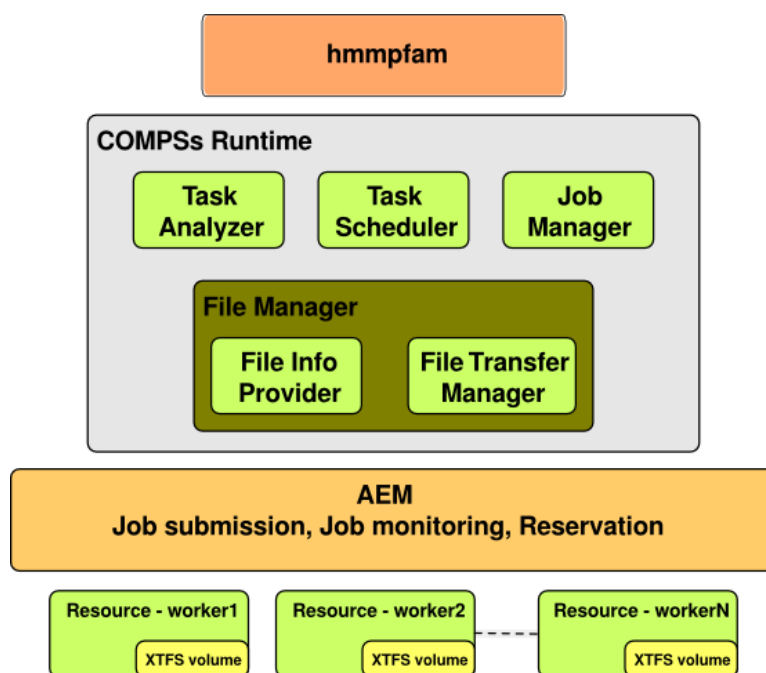 hmmpfam
COMPSs Runtime
Task
Analyzer
Task
Scheduler
Job
Manager
File Manager
File Info
Provider
File Transfer
Manager
AEM
Job submission, Job monitoring, Reservation
Resource - worker1
XTFS volume
Resource - worker2
XTFS volume
Resource - workerN
XTFS volume